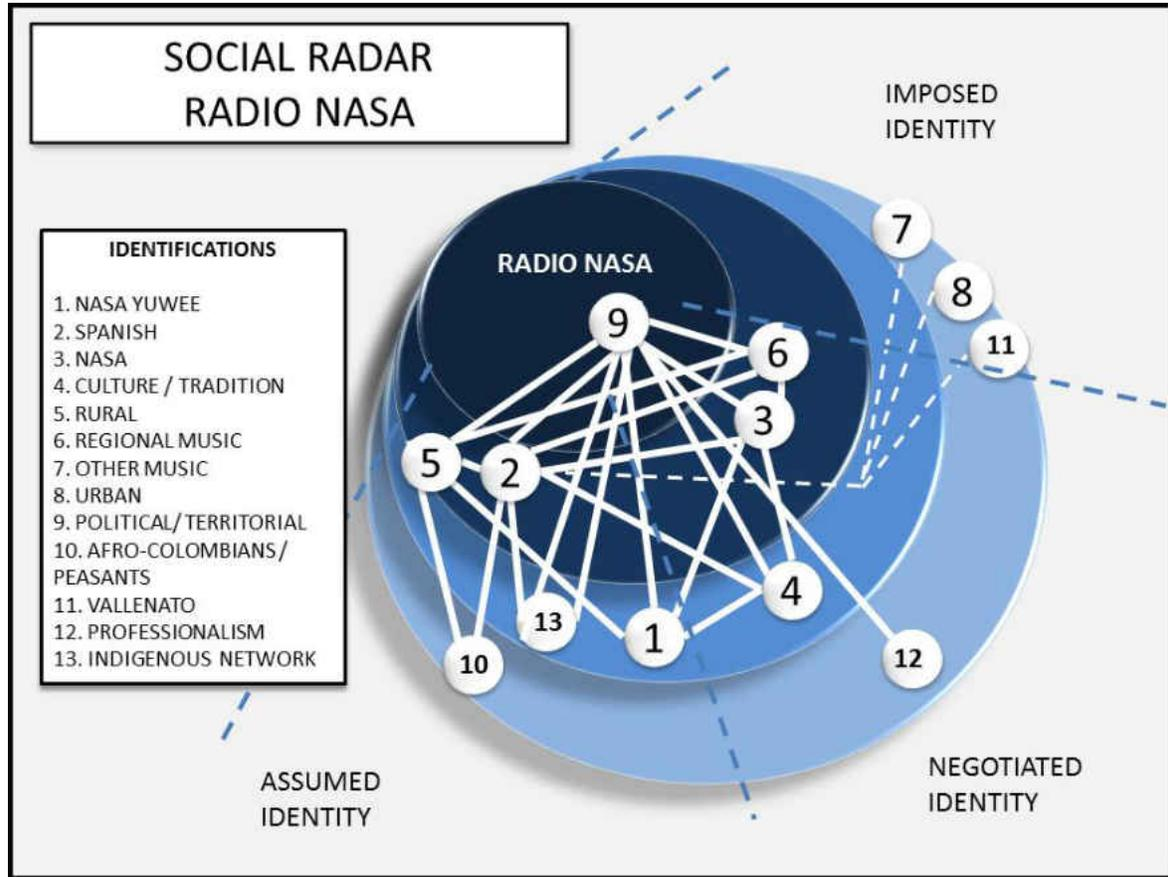 SOCIAL RADAR
RADIO NASA
IMPOSED
IDENTITY
IDENTIFICATIONS
1. NASA YUWEE
2. SPANISH
3. NASA
4. CULTURE / TRADITION
5. RURAL
6. REGIONAL MUSIC
7. OTHER MUSIC
8. URBAN
9. POLITICAL/ TERRITORIAL
10. AFRO-COLOMBIANS/
PEASANTS
11. VALLENATO
12. PROFESSIONALISM
13. INDIGENOUS NETWORK
RADIO NASA
7
8
9
11
6
3
5
2
4
13
1
10
12
ASSUMED
IDENTITY
NEGOTIATED
IDENTITY